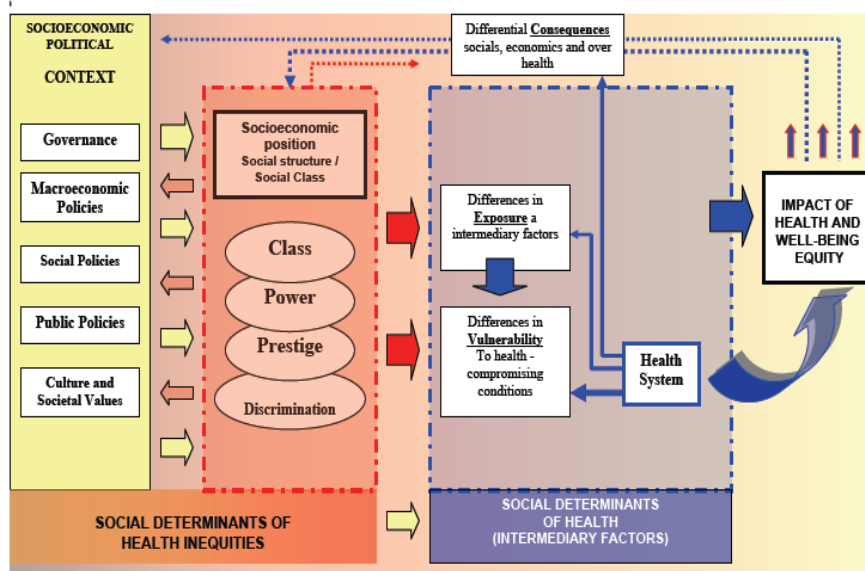 SOCIOECONOMIC
POLITICAL
CONTEXT
Governance
Macroeconomic
Policies
Social Policies
Public Policies
Culture and
Societal Values
Socioeconomic
position
Social structure /
Social Class
Class
Power
Prestige
Discrimination
SOCIAL DETERMINANTS OF
HEALTH INEQUITIES
Differential Consequences
socials, economics and over
health
Differences in
Exposure a
intermediary factors
Differences in
Vulnerability
To health -
compromising
conditions
Health
System
SOCIAL DETERMINANTS
OF HEALTH
(INTERMEDIARY FACTORS)
IMPACT OF
HEALTH AND
WELL-BEING
EQUITY